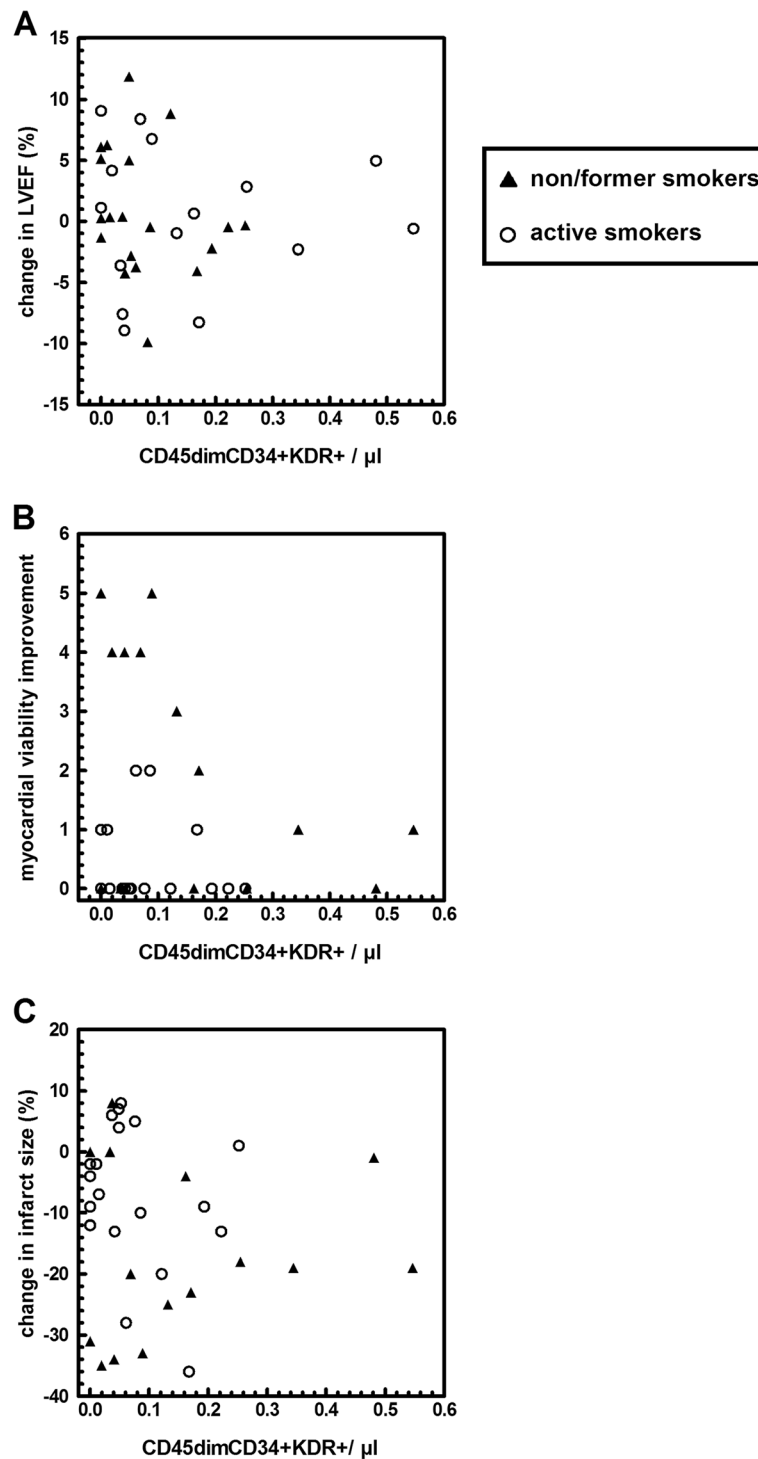 A
15
10
5
0
-5
-10
-15
change in LVEF (%)
0.0 0.1 0.2 0.3 0.4 0.5 0.6
CD45dimCD34+KDR+ / µl
non/former smokers
active smokers
B
6
5
4
3
2
1
0
myocardial viability improvement
0.0 0.1 0.2 0.3 0.4 0.5 0.6
CD45dimCD34+KDR+ / µl
C
20
10
0
-10
-20
-30
-40
change in infarct size (%)
0.0 0.1 0.2 0.3 0.4 0.5 0.6
CD45dimCD34+KDR+/ µl